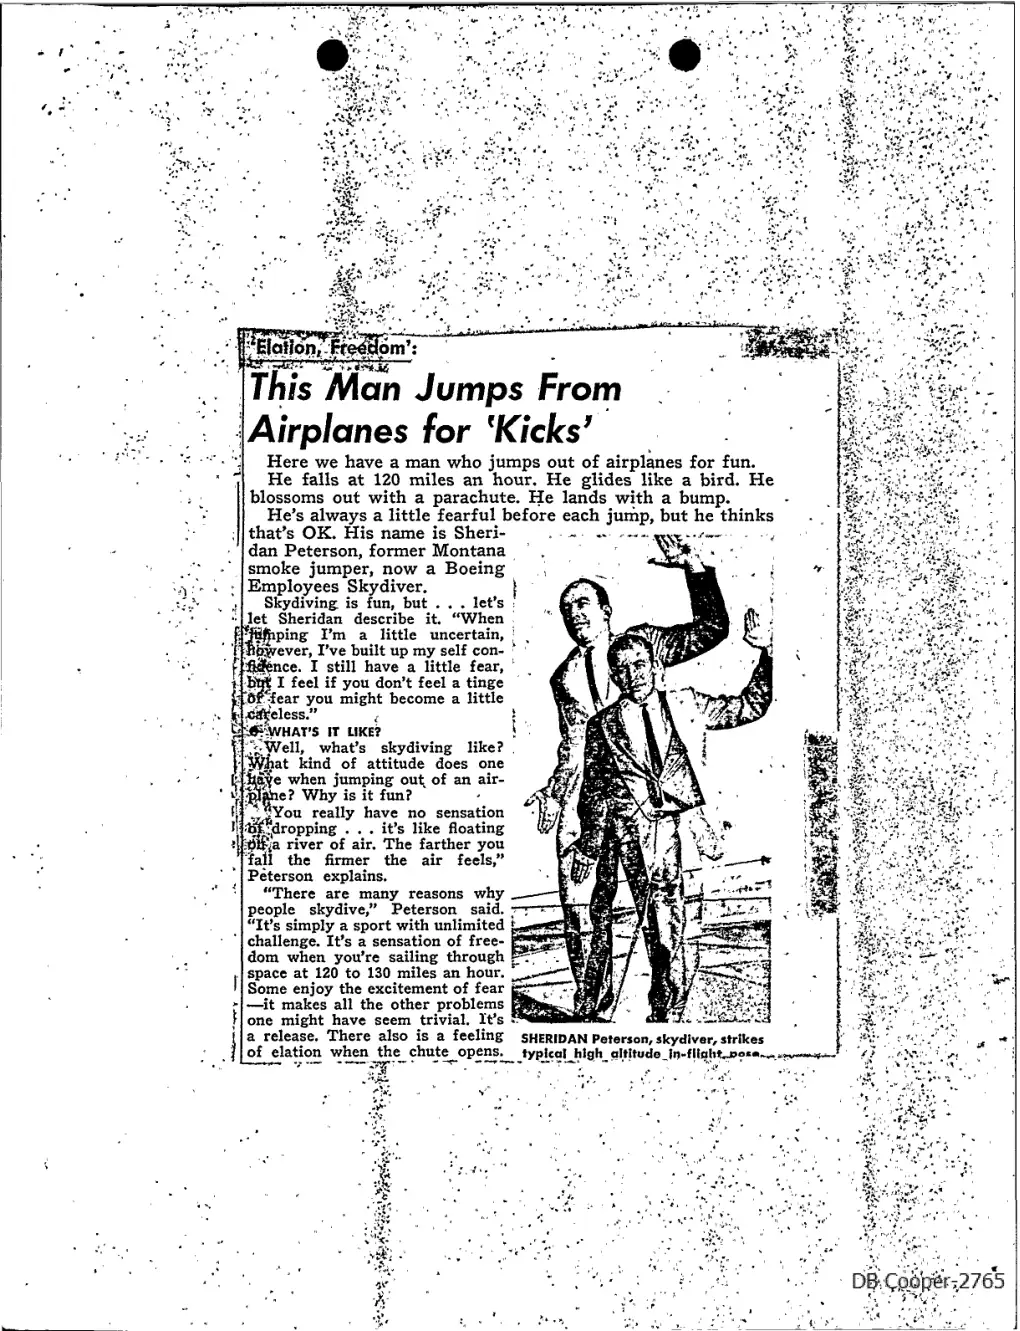 'Elation, Freedom':
This Man Jumps From
Airplanes for 'Kicks'
Here we have a man who jumps out of airplanes for fun.
He falls at 120 miles an hour. He glides like a bird. He
blossoms out with a parachute. He lands with a bump.
He's always a little fearful before each jump, but he thinks
that's OK. His name is Sheri-
dan Peterson, former Montana
smoke jumper, now a Boeing
Employees Skydiver.
Skydiving is fun, but . . . let's
let Sheridan describe it. "When
jumping I'm a little uncertain,
however, I've built up my self con-
fidence. I still have a little fear,
but I feel if you don't feel a tinge
of fear you might become a little
careless."
WHAT'S IT LIKE?
Well, what's skydiving like?
What kind of attitude does one
have when jumping out of an air-
plane? Why is it fun?
"You really have no sensation
of dropping . . . it's like floating
on a river of air. The farther you
fall the firmer the air feels,"
Peterson explains.
"There are many reasons why
people skydive," Peterson said.
"It's simply a sport with unlimited
challenge. It's a sensation of free-
dom when you're sailing through
space at 120 to 130 miles an hour.
Some enjoy the excitement of fear
—it makes all the other problems
one might have seem trivial. It's
a release. There also is a feeling
of elation when the chute opens.
SHERIDAN Peterson, skydiver, strikes
typical high altitude in-flight pose.
DB Cooper-2765